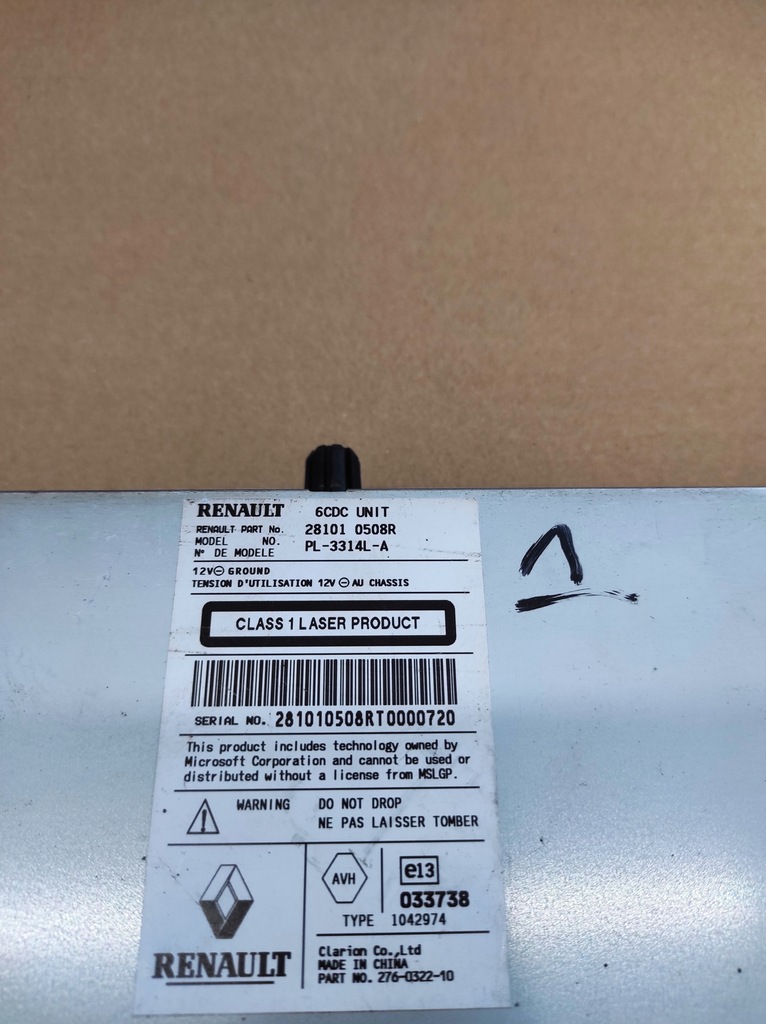 RENAULT 6CDC UNIT
RENAULT PART No. 28101 0508R
MODEL NO. PL-3314L-A
N° DE MODELE
12V⊖ GROUND
TENSION D'UTILISATION 12V ⊖ AU CHASSIS
CLASS 1 LASER PRODUCT
SERIAL NO. 281010508RT0000720
This product includes technology owned by
Microsoft Corporation and cannot be used or
distributed without a license from MSLGP.
WARNING DO NOT DROP
NE PAS LAISSER TOMBER
AVH e13
033738
TYPE 1042974
RENAULT
Clarion Co.,Ltd
MADE IN CHINA
PART NO. 276-0322-10
1